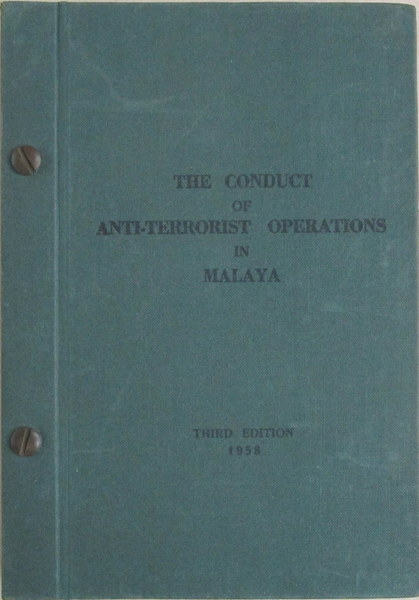 THE CONDUCT
OF
ANTI-TERRORIST OPERATIONS
IN
MALAYA
THIRD EDITION
1958